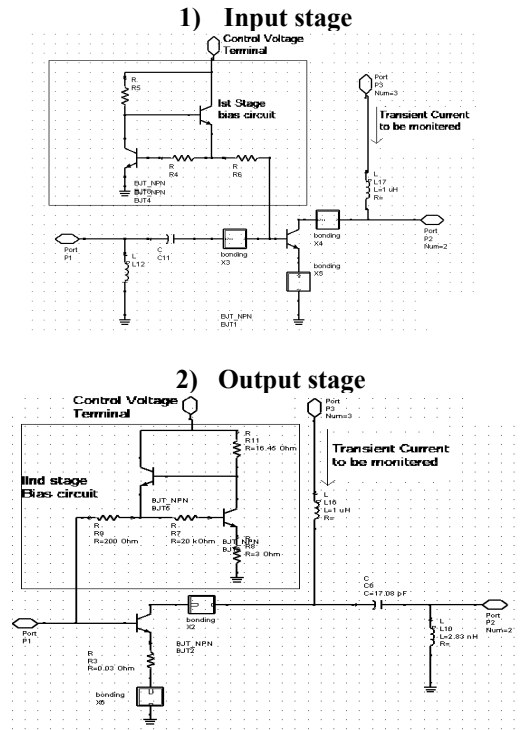 1) Input stage
Control Voltage
Terminal
R
R5
Ist Stage
bias circuit
Port
P3
Num=3
Transient Current
to be monitered
R
R4
R
R6
BJT_NPN
BJT_NPN
BJT4
L
L17
L=1 uH
R=
Port
P1
C
C11
bonding
X3
bonding
X4
Port
P2
Num=2
L
L12
bonding
X5
BJT_NPN
BJT1
2) Output stage
Control Voltage
Terminal
Port
P3
Num=3
R
R11
R=16.45 Ohm
Transient Current
to be monitered
IInd stage
Bias circuit
BJT_NPN
BJT5
L
L16
L=1 uH
R=
R
R9
R=200 Ohm
R
R7
R=20 kOhm
BJT_NPN
R8
R=3 Ohm
C
C6
C=17.08 pF
Port
P1
bonding
X2
Port
P2
Num=2
R
R3
R=0.03 Ohm
BJT_NPN
BJT2
L
L10
L=2.83 nH
R=
bonding
X6